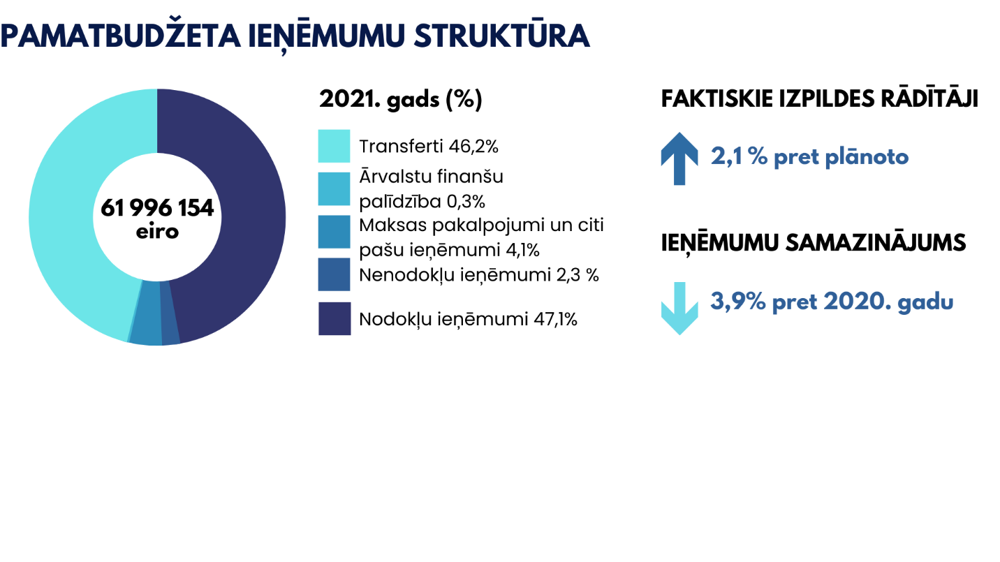 PAMATBUDŽETA IEŅĒMUMU STRUKTŪRA
61 996 154
eiro
2021. gads (%)
Transferti 46,2%
Ārvalstu finanšu
palīdzība 0,3%
Maksas pakalpojumi un citi
pašu ieņēmumi 4,1%
Nenodokļu ieņēmumi 2,3 %
Nodokļu ieņēmumi 47,1%
FAKTISKIE IZPILDES RĀDĪTĀJI
2,1 % pret plānoto
IEŅĒMUMU SAMAZINĀJUMS
3,9% pret 2020. gadu